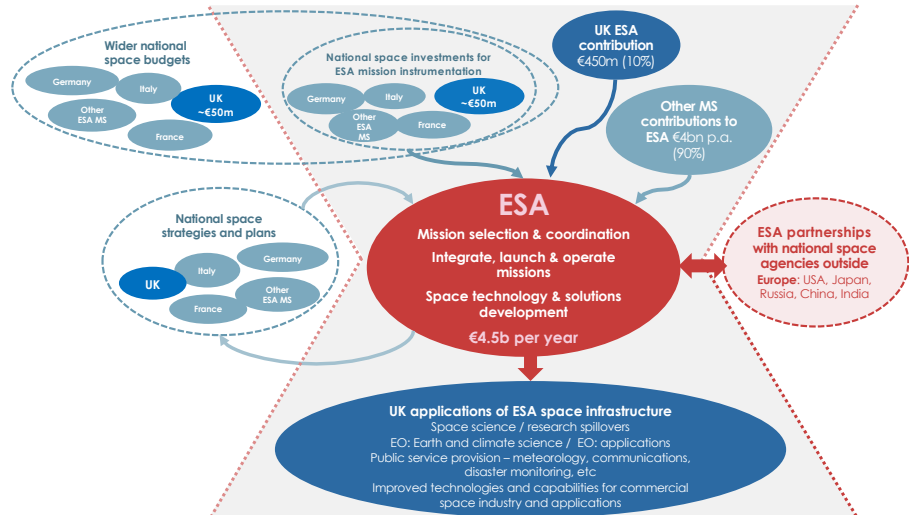 Wider national
space budgets
Germany
Italy
UK
~€50m
Other
ESA MS
France
National space investments for
ESA mission instrumentation
Germany
Italy
UK
~€50m
Other
ESA
MS
France
UK ESA
contribution
€450m (10%)
Other MS
contributions to
ESA €4bn p.a.
(90%)
National space
strategies and plans
Germany
Italy
UK
Other
ESA MS
France
ESA
Mission selection & coordination
Integrate, launch & operate
missions
Space technology & solutions
development
€4.5b per year
ESA partnerships
with national space
agencies outside
Europe: USA, Japan,
Russia, China, India
UK applications of ESA space infrastructure
Space science / research spillovers
EO: Earth and climate science / EO: applications
Public service provision – meteorology, communications,
disaster monitoring, etc
Improved technologies and capabilities for commercial
space industry and applications